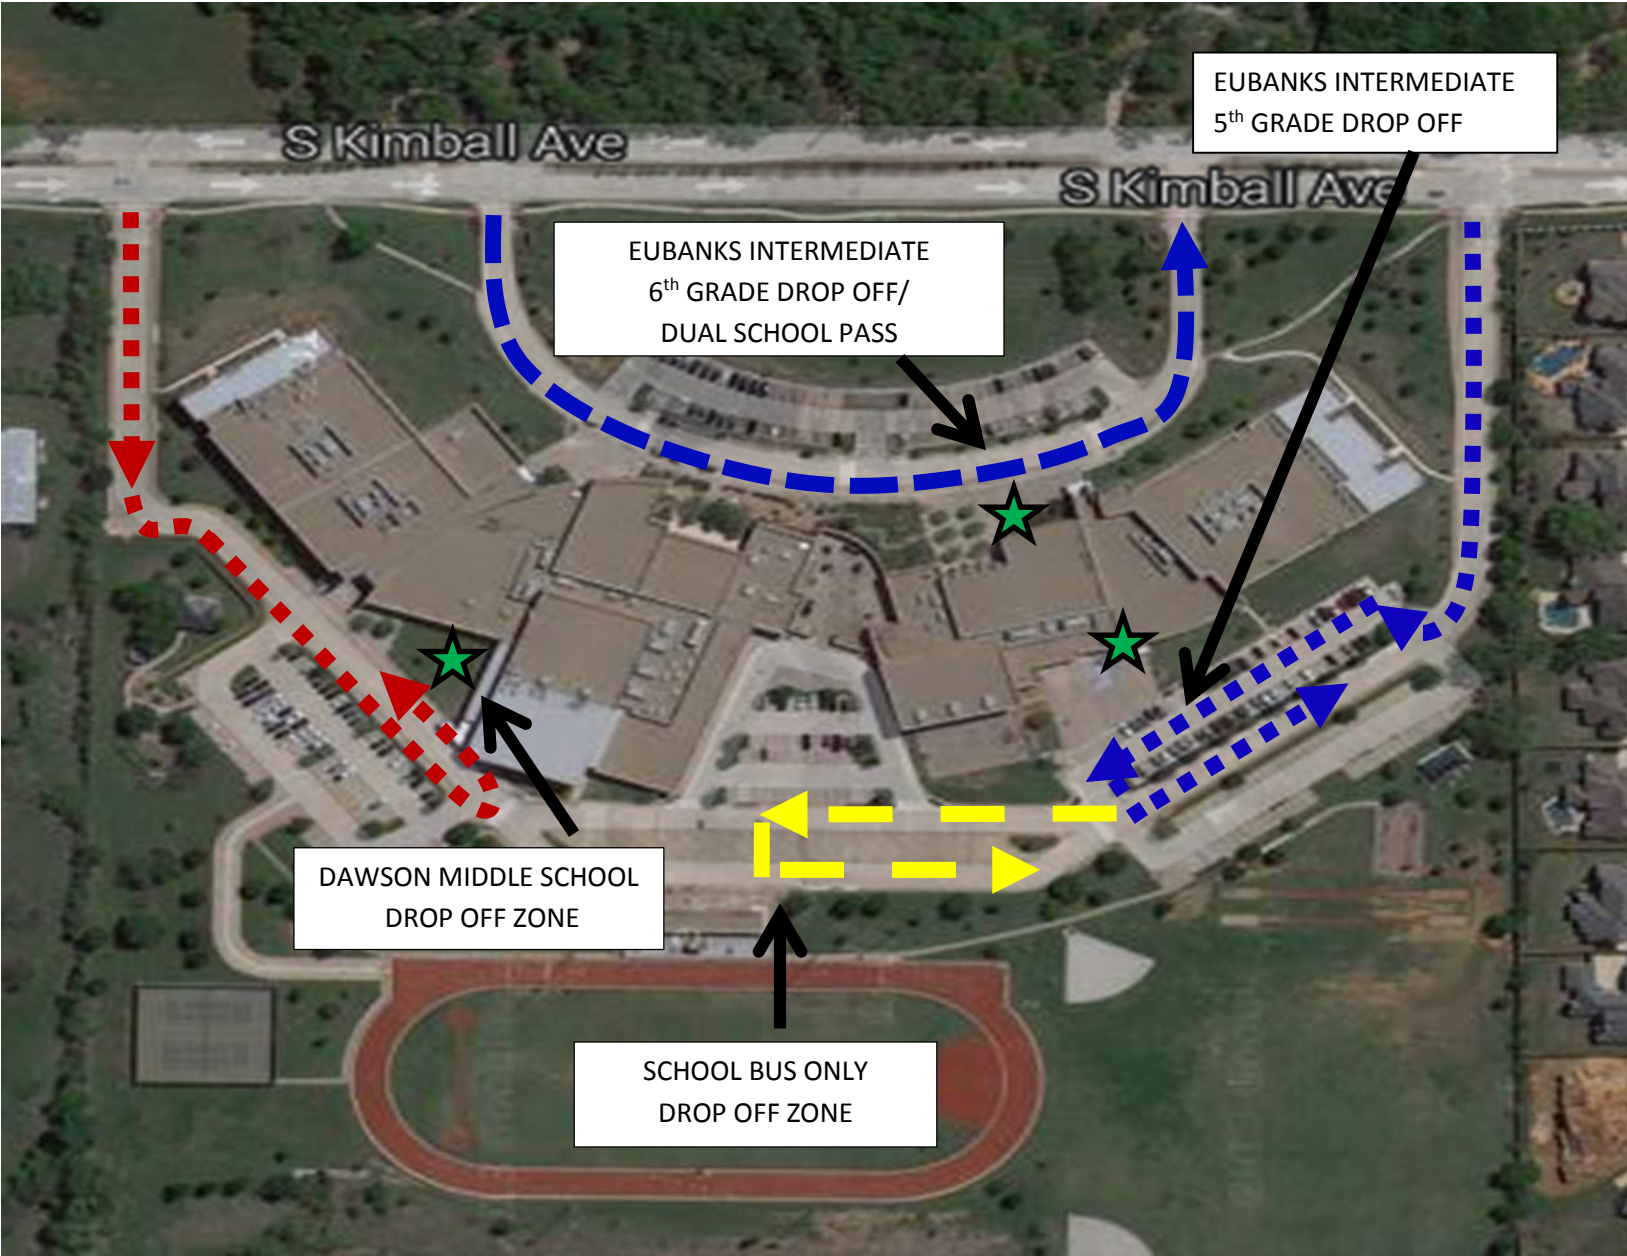 EUBANKS INTERMEDIATE
5th GRADE DROP OFF
S Kimball Ave
S Kimball Ave
EUBANKS INTERMEDIATE
6th GRADE DROP OFF/
DUAL SCHOOL PASS
DAWSON MIDDLE SCHOOL
DROP OFF ZONE
SCHOOL BUS ONLY
DROP OFF ZONE